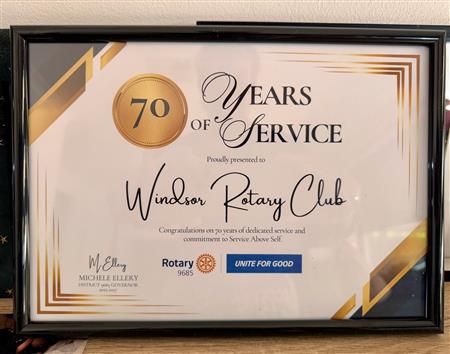 70
YEARS
OF SERVICE
Proudly presented to
Windsor Rotary Club
Congratulations on 70 years of dedicated service and
commitment to Service Above Self.
M. Ellery
MICHELE ELLERY
DISTRICT 9685 GOVERNOR
Rotary
9685
UNITE FOR GOOD